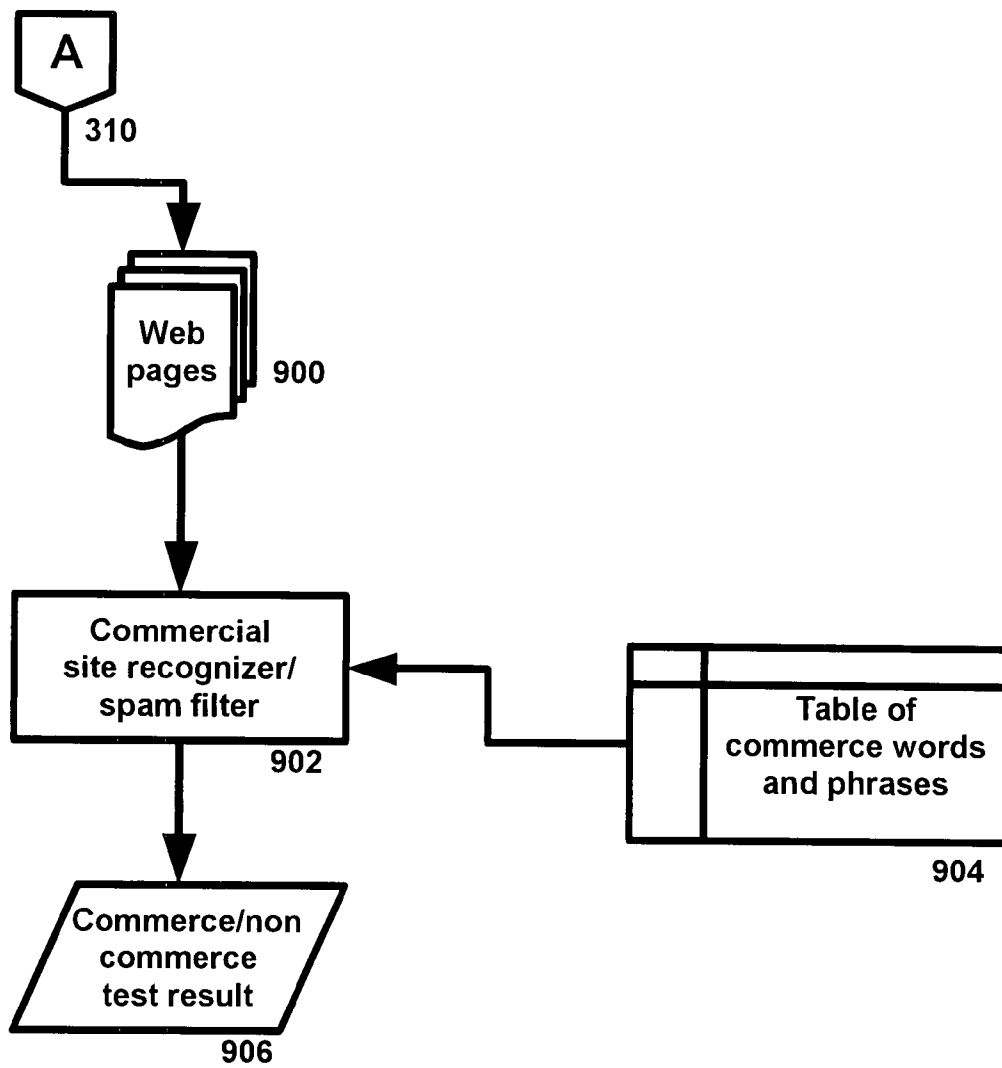 A
310
Web
pages
900
Commercial
site recognizer/
spam filter
902
Table of
commerce words
and phrases
904
Commerce/non
commerce
test result
906